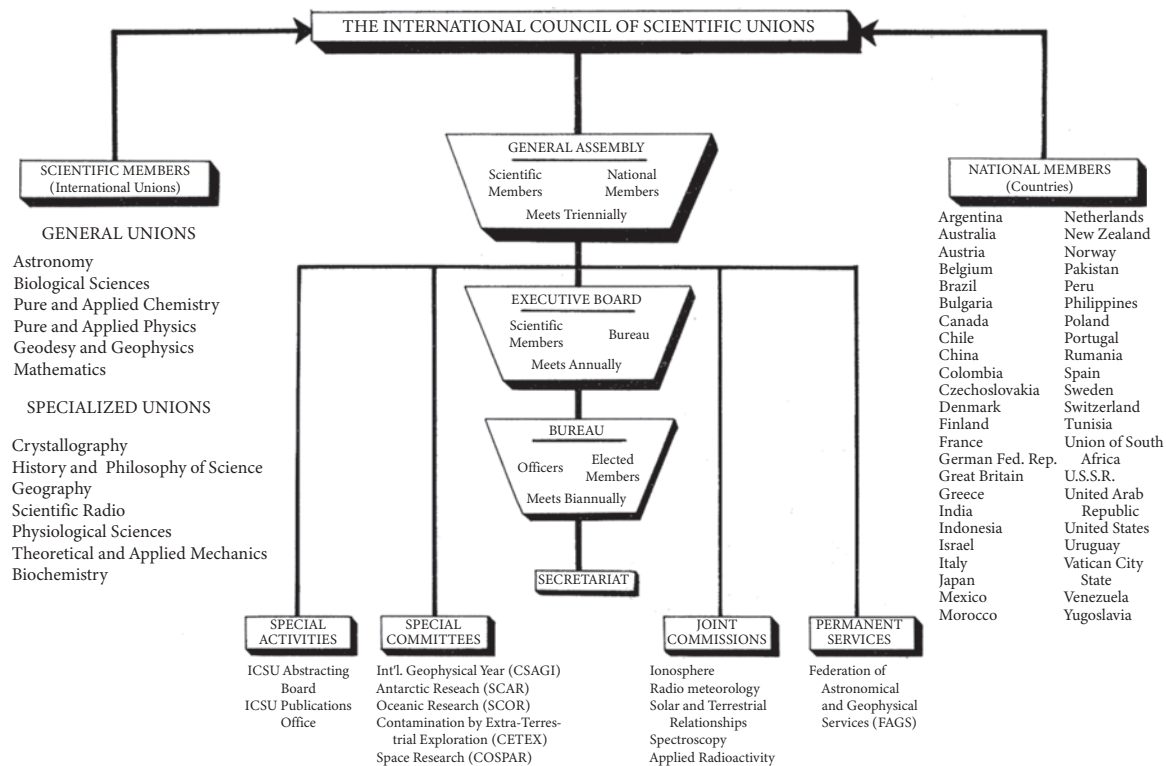 THE INTERNATIONAL COUNCIL OF SCIENTIFIC UNIONS
SCIENTIFIC MEMBERS
(International Unions)
GENERAL UNIONS
Astronomy
Biological Sciences
Pure and Applied Chemistry
Pure and Applied Physics
Geodesy and Geophysics
Mathematics
SPECIALIZED UNIONS
Crystallography
History and Philosophy of Science
Geography
Scientific Radio
Physiological Sciences
Theoretical and Applied Mechanics
Biochemistry
GENERAL ASSEMBLY
Scientific
Members
National
Members
Meets Triennially
EXECUTIVE BOARD
Scientific
Members
Bureau
Meets Annually
BUREAU
Officers
Elected
Members
Meets Biannually
SECRETARIAT
SPECIAL
ACTIVITIES
ICSU Abstracting
Board
ICSU Publications
Office
SPECIAL
COMMITTEES
Int'l. Geophysical Year (CSAGI)
Antarctic Reseach (SCAR)
Oceanic Research (SCOR)
Contamination by Extra-Terres-
trial Exploration (CETEX)
Space Research (COSPAR)
JOINT
COMMISSIONS
Ionosphere
Radio meteorology
Solar and Terrestrial
Relationships
Spectroscopy
Applied Radioactivity
PERMANENT
SERVICES
Federation of
Astronomical
and Geophysical
Services (FAGS)
NATIONAL MEMBERS
(Countries)
Argentina
Australia
Austria
Belgium
Brazil
Bulgaria
Canada
Chile
China
Colombia
Czechoslovakia
Denmark
Finland
France
German Fed. Rep.
Great Britain
Greece
India
Indonesia
Israel
Italy
Japan
Mexico
Morocco
Netherlands
New Zealand
Norway
Pakistan
Peru
Philippines
Poland
Portugal
Rumania
Spain
Sweden
Switzerland
Tunisia
Union of South
Africa
U.S.S.R.
United Arab
Republic
United States
Uruguay
Vatican City
State
Venezuela
Yugoslavia